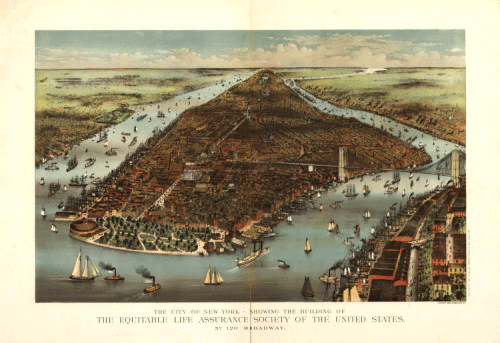 THE CITY OF NEW YORK - SHOWING THE BUILDING OF
THE EQUITABLE LIFE ASSURANCE SOCIETY OF THE UNITED STATES.
Nº 120 BROADWAY.